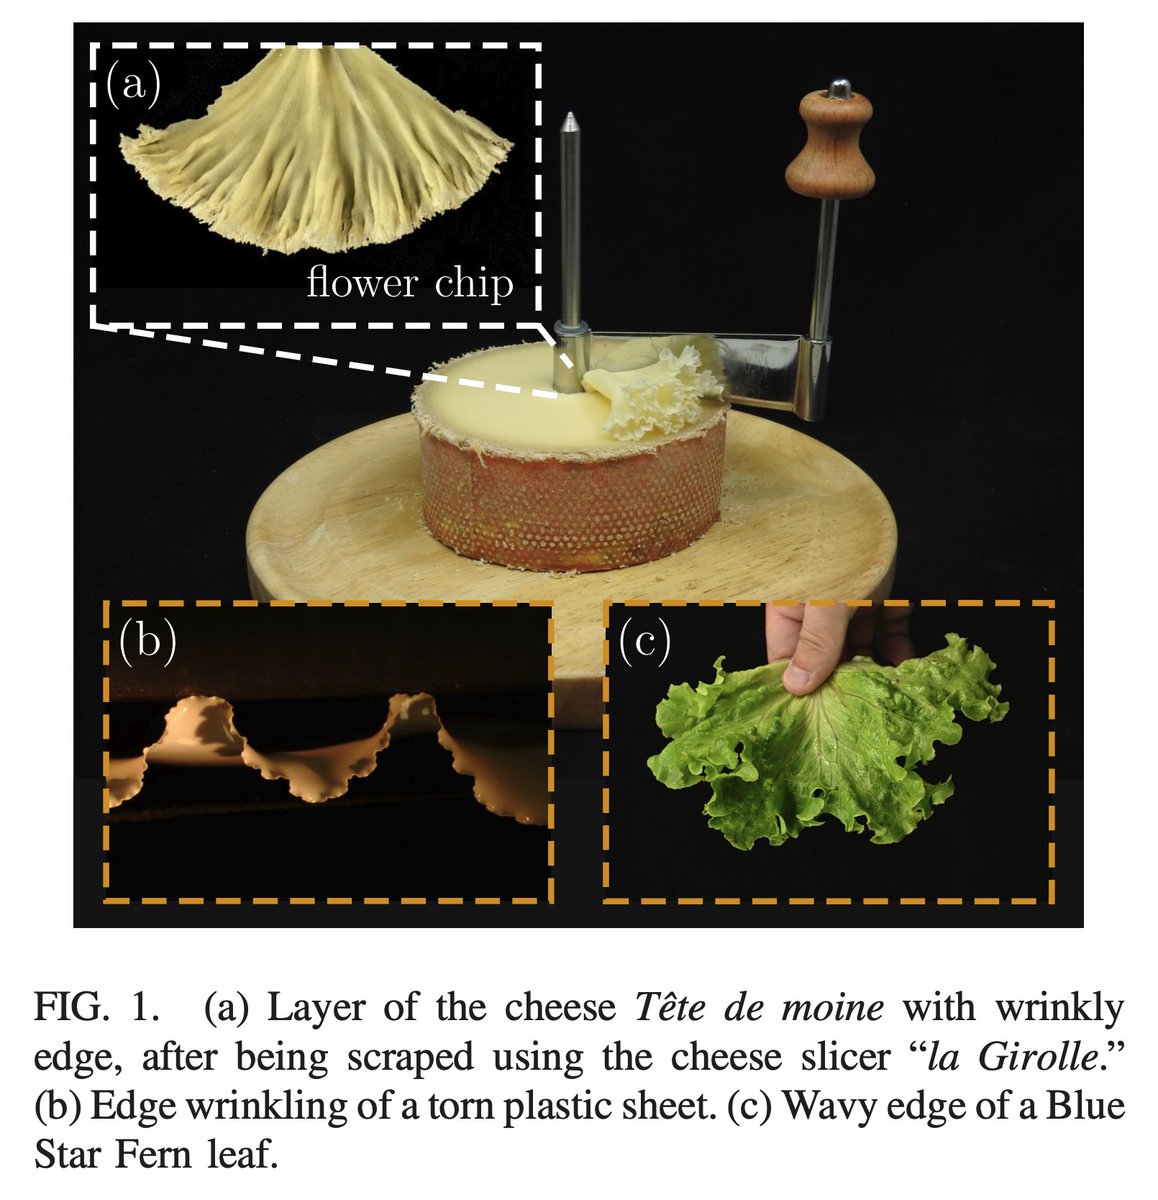 (a)
flower chip
(b)
(c)
FIG. 1. (a) Layer of the cheese Tête de moine with wrinkly
edge, after being scraped using the cheese slicer “la Girolle.”
(b) Edge wrinkling of a torn plastic sheet. (c) Wavy edge of a Blue
Star Fern leaf.